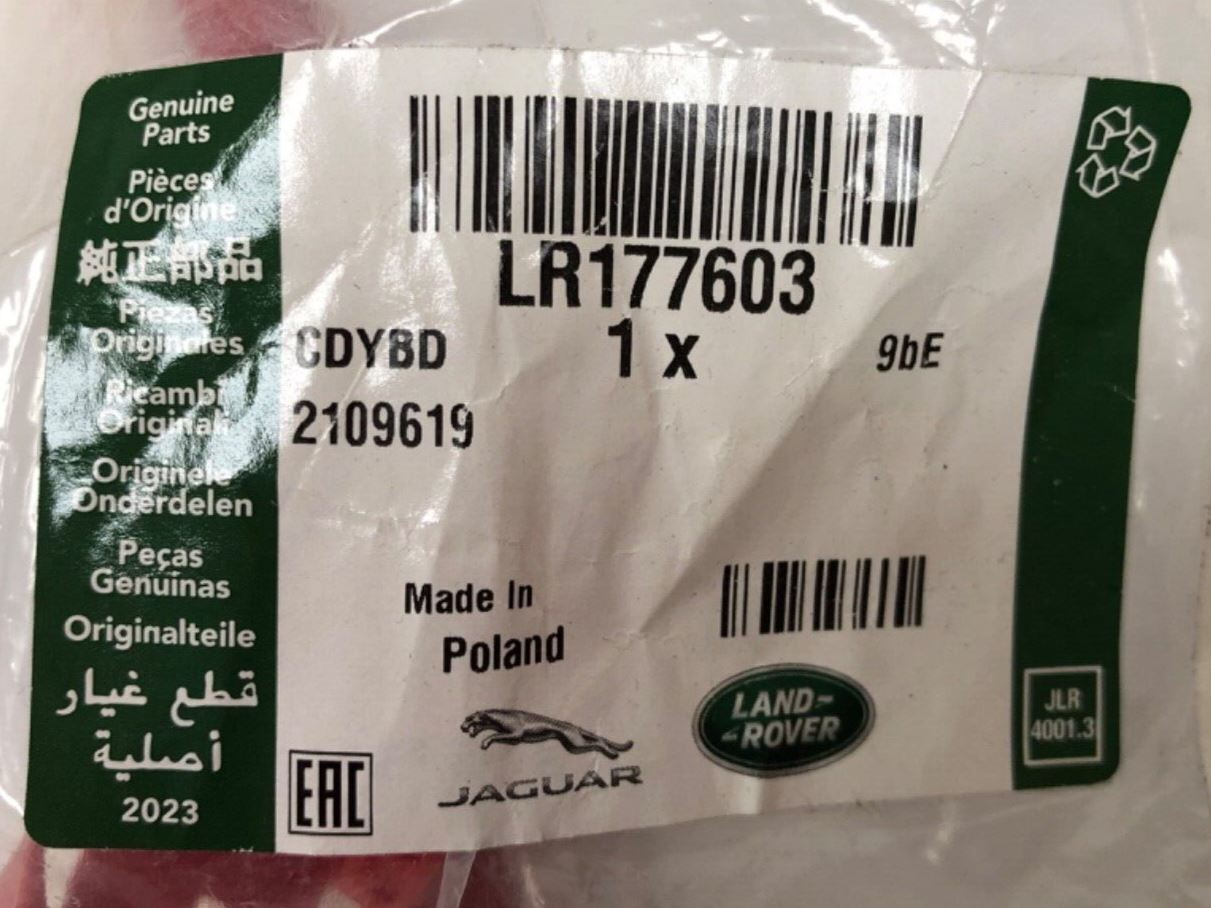 Genuine
Parts
Pièces
d'Origine
純正部品
Piezas
Originales
Ricambi
Originali
Originele
Onderdelen
Peças
Genuínas
Originalteile
قطع غيار
أصلية
2023
LR177603
CDYBD
1 x
9bE
2109619
Made In
Poland
EAC
JAGUAR
LAND-
-ROVER
JLR
4001.3